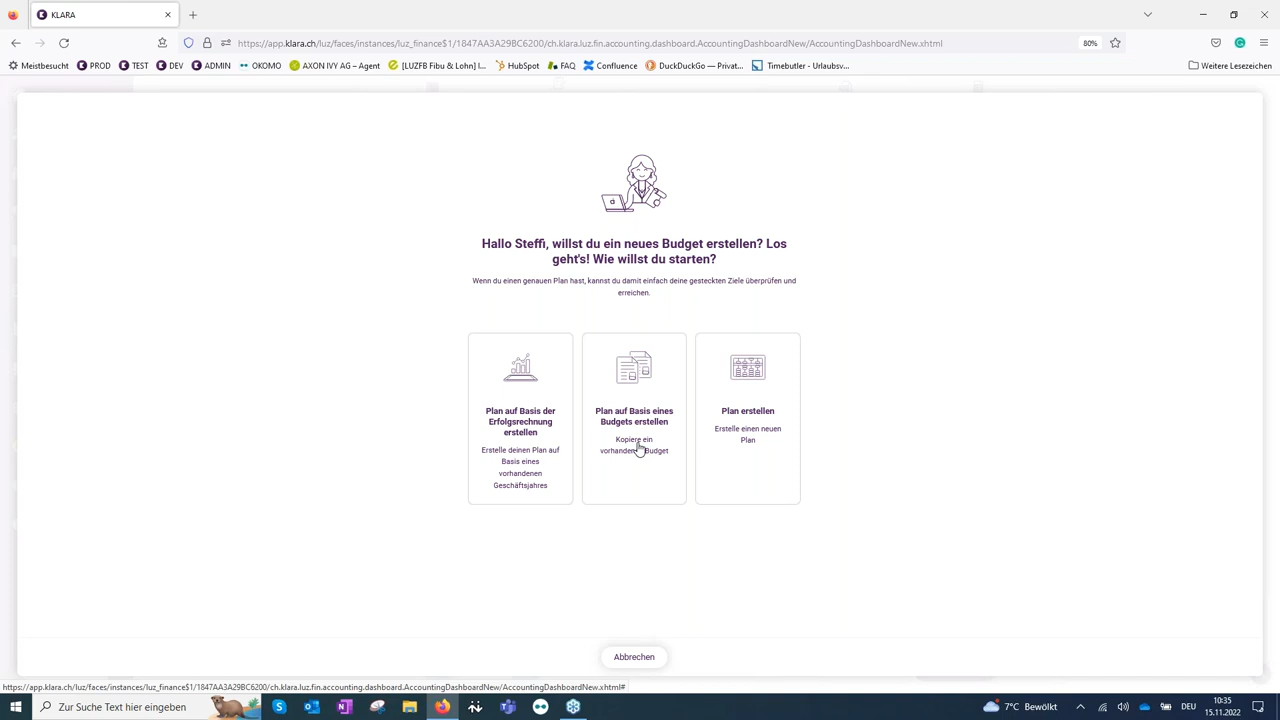 KLARA
https://app.klara.ch/luz/faces/instances/luz_finance$1/1847AA3A29BC6200/ch.klara.luz.fin.accounting.dashboard.AccountingDashboardNew/AccountingDashboardNew.xhtml
80%
Meistbesucht PROD TEST DEV ADMIN OKOMO AXON IVY AG – Agent [LUZFB Fibu & Lohn] I... HubSpot FAQ Confluence DuckDuckGo — Privat... Timebutler - Urlaubsv... Weitere Lesezeichen
Hallo Steffi, willst du ein neues Budget erstellen? Los
geht's! Wie willst du starten?
Wenn du einen genauen Plan hast, kannst du damit einfach deine gesteckten Ziele überprüfen und
erreichen.
Plan auf Basis der
Erfolgsrechnung
erstellen
Erstelle deinen Plan auf
Basis eines
vorhandenen
Geschäftsjahres
Plan auf Basis eines
Budgets erstellen
Kopiere ein
Budget
Plan erstellen
Erstelle einen neuen
Plan
Abbrechen
https://app.klara.ch/luz/faces/instances/luz_finance$1/1847AA3A29BC6200/ch.klara.luz.fin.accounting.dashboard.AccountingDashboardNew/AccountingDashboardNew.xhtml#
Zur Suche Text hier eingeben
7°C Bewölkt
DEU
10:35
15.11.2022